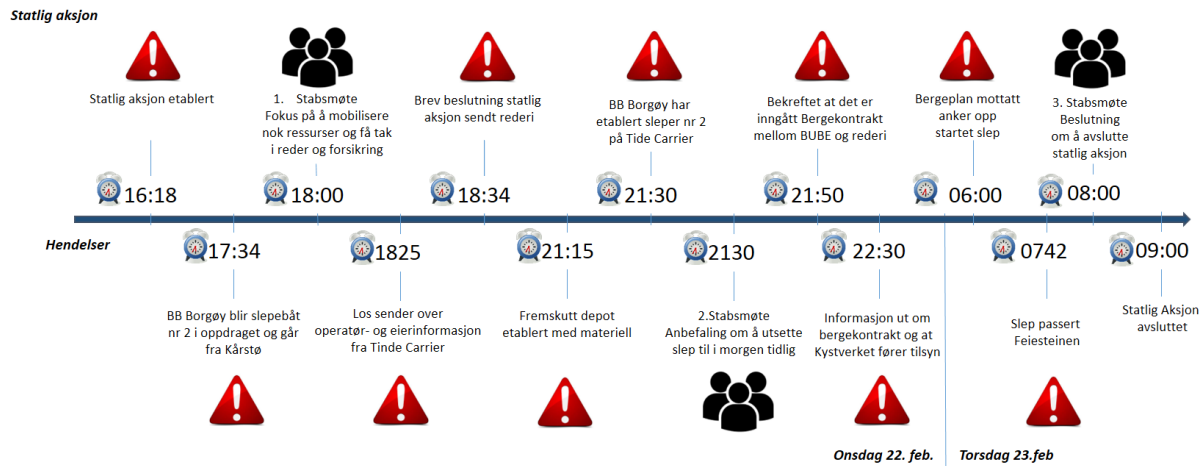 Statlig aksjon
Statlig aksjon etablert
1. Stabsmøte
Fokus på å mobilisere
nok ressurser og få tak
i reder og forsikring
Brev beslutning statlig
aksjon sendt rederi
BB Borgøy har
etablert sleper nr 2
på Tide Carrier
Bekreftet at det er
inngått Bergekontrakt
mellom BUBE og rederi
Bergeplan mottatt
anker opp
startet slep
3. Stabsmøte
Beslutning
om å avslutte
statlig aksjon
16:18
18:00
18:34
21:30
21:50
06:00
08:00
Hendelser
17:34
1825
21:15
2130
22:30
0742
09:00
BB Borgøy blir slepebåt
nr 2 i oppdraget og går
fra Kårstø
Los sender over
operatør- og eierinformasjon
fra Tinde Carrier
Fremskutt depot
etablert med materiell
2.Stabsmøte
Anbefaling om å utsette
slep til i morgen tidlig
Informasjon ut om
bergekontrakt og at
Kystverket fører tilsyn
Slep passert
Feiesteinen
Statlig Aksjon
avsluttet
Onsdag 22. feb.
Torsdag 23.feb